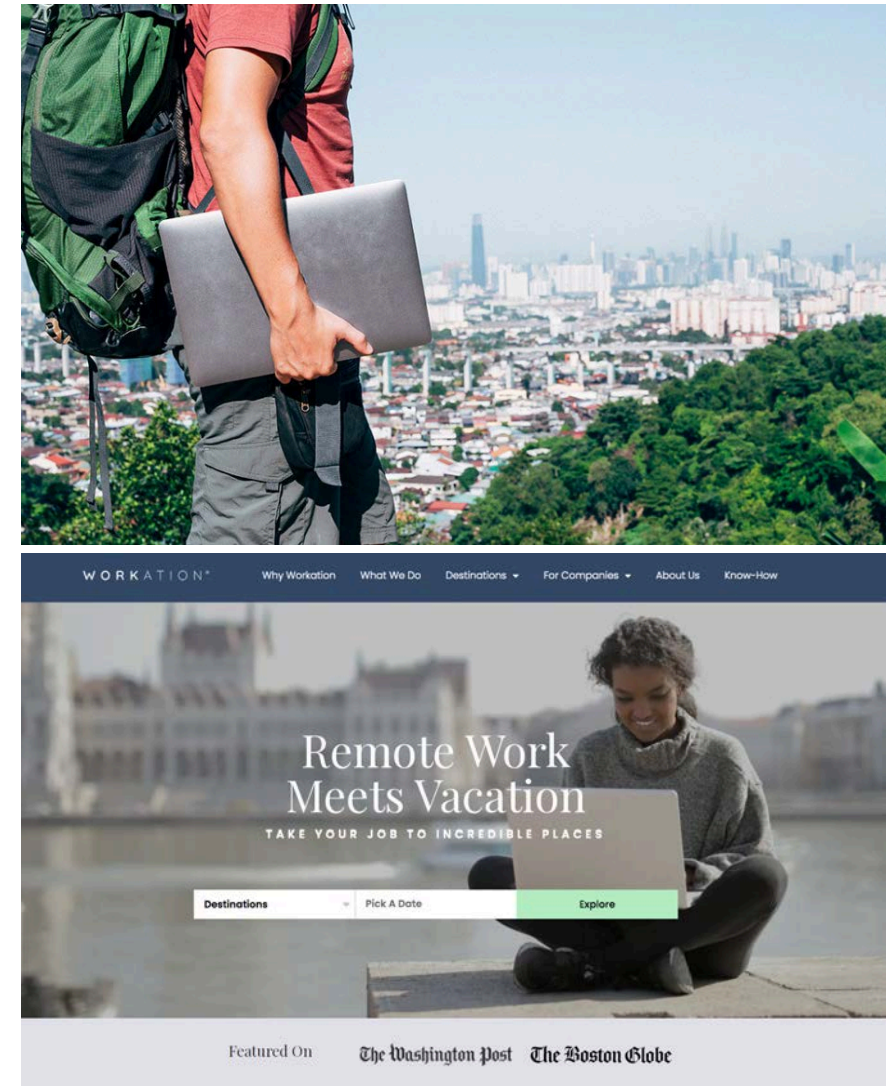 WORKATION®
Why Workation What We Do Destinations For Companies About Us Know-How
Remote Work
Meets Vacation
TAKE YOUR JOB TO INCREDIBLE PLACES
Destinations Pick A Date Explore
Featured On The Washington Post The Boston Globe